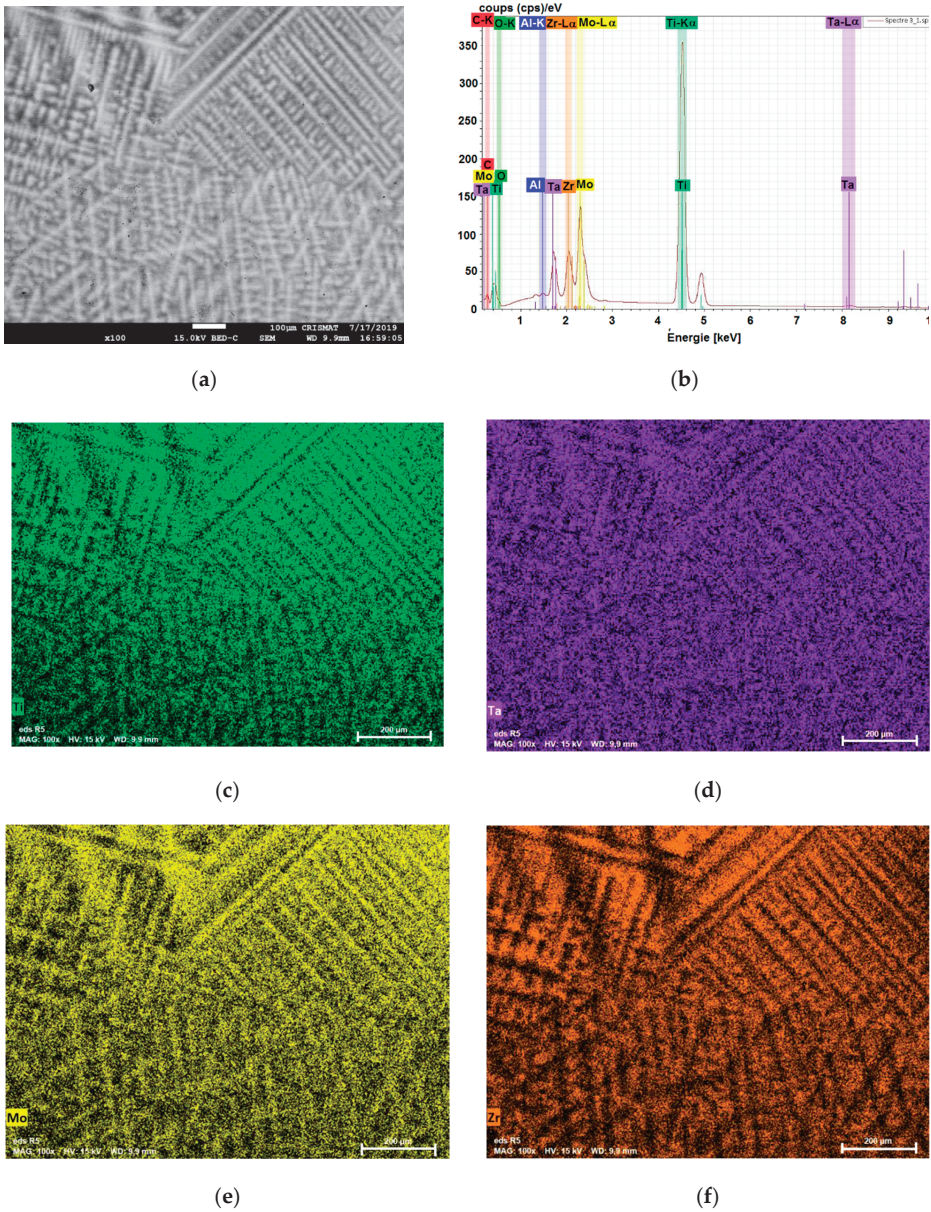 100µm CRISMAT 7/17/2019
x100 15.0kV BED-C SEM WD 9.9mm 16:59:05
(a)
coups (cps)/eV
C-K O-K Al-K Zr-Lα Mo-Lα Ti-Kα Ta-Lα
Spectre 3_1.sp
350
300
250
200
150
100
50
0
C
Mo O
Ta Ti Al Ta Zr Mo Ti Ta
1 2 3 4 5 6 7 8 9 1
Énergie [keV]
(b)
Ti
eds R5
MAG: 100x HV: 15 kV WD: 9,9 mm
200 µm
(c)
Ta
eds R5
MAG: 100x HV: 15 kV WD: 9,9 mm
200 µm
(d)
Mo
eds R5
MAG: 100x HV: 15 kV WD: 9,9 mm
200 µm
(e)
Zr
eds R5
MAG: 100x HV: 15 kV WD: 9,9 mm
200 µm
(f)